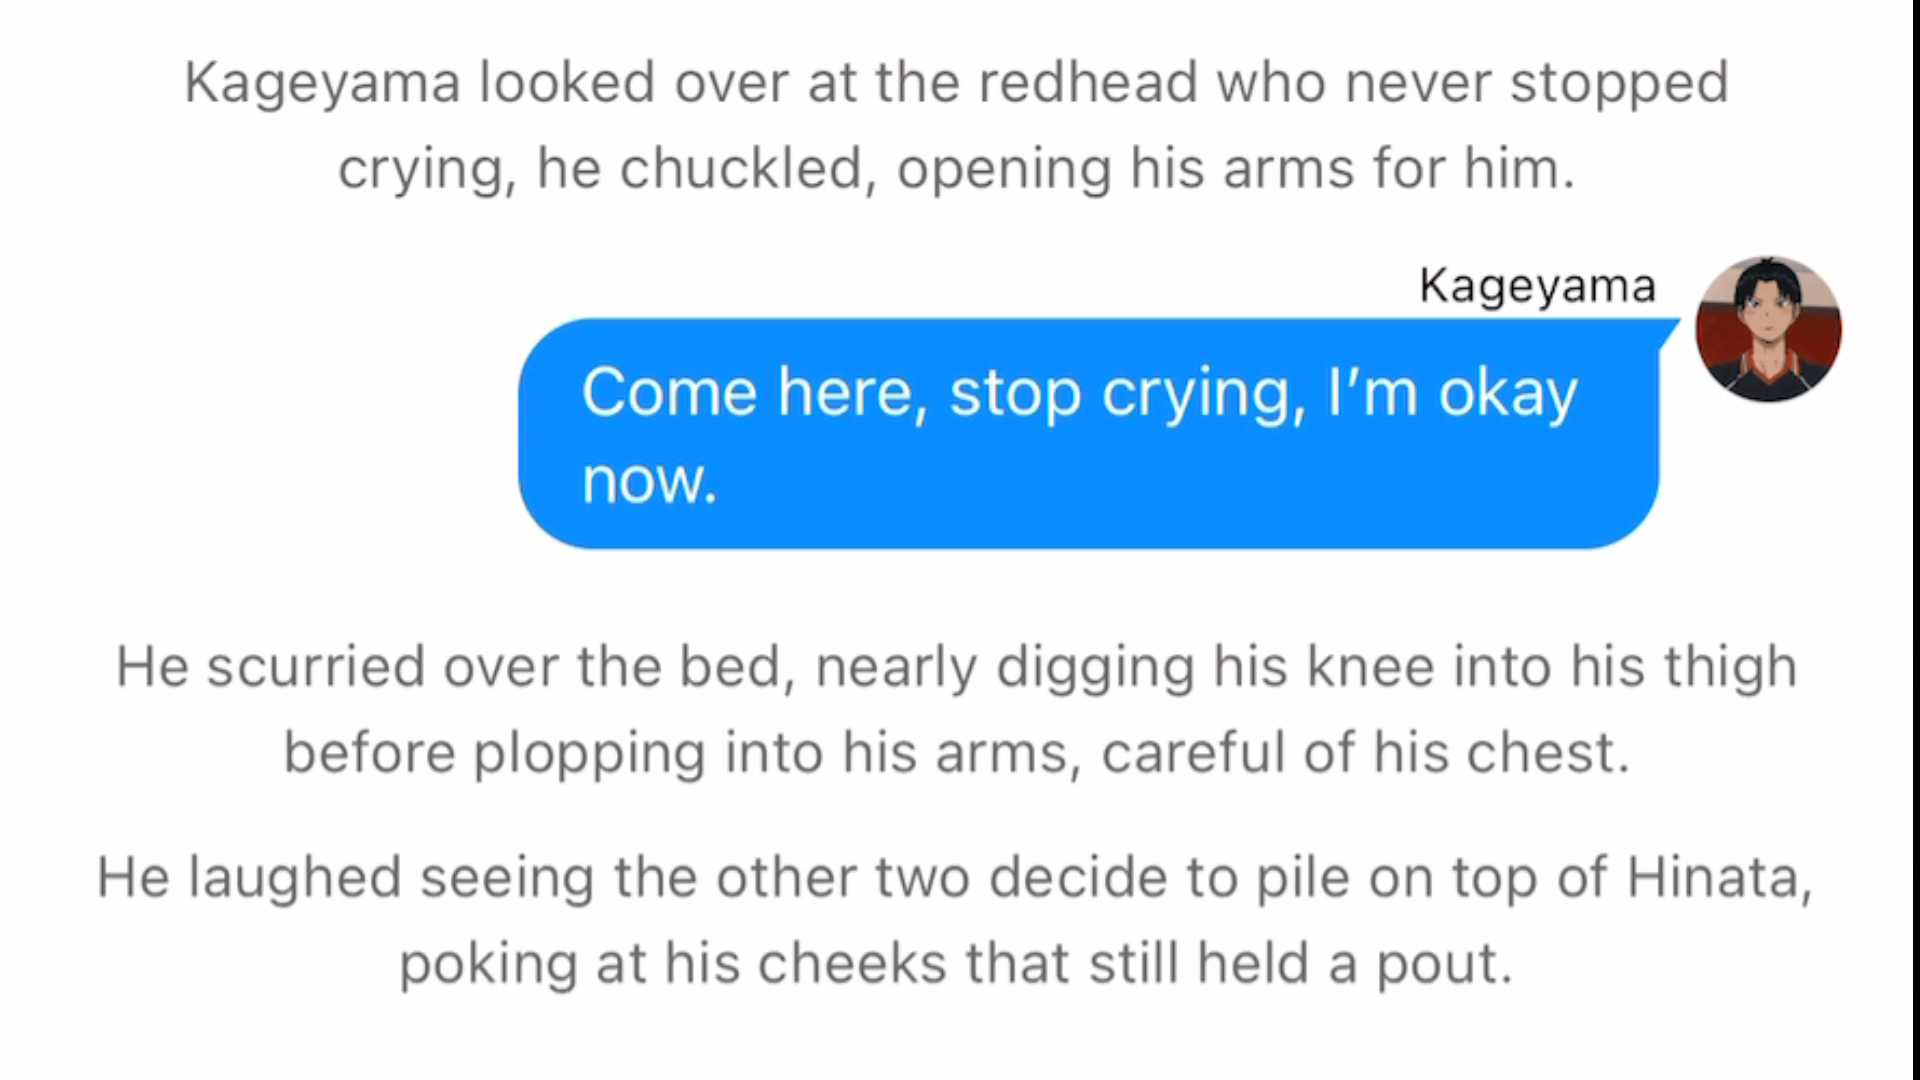 Kageyama looked over at the redhead who never stopped
crying, he chuckled, opening his arms for him.
Kageyama
Come here, stop crying, I’m okay
now.
He scurried over the bed, nearly digging his knee into his thigh
before plopping into his arms, careful of his chest.
He laughed seeing the other two decide to pile on top of Hinata,
poking at his cheeks that still held a pout.